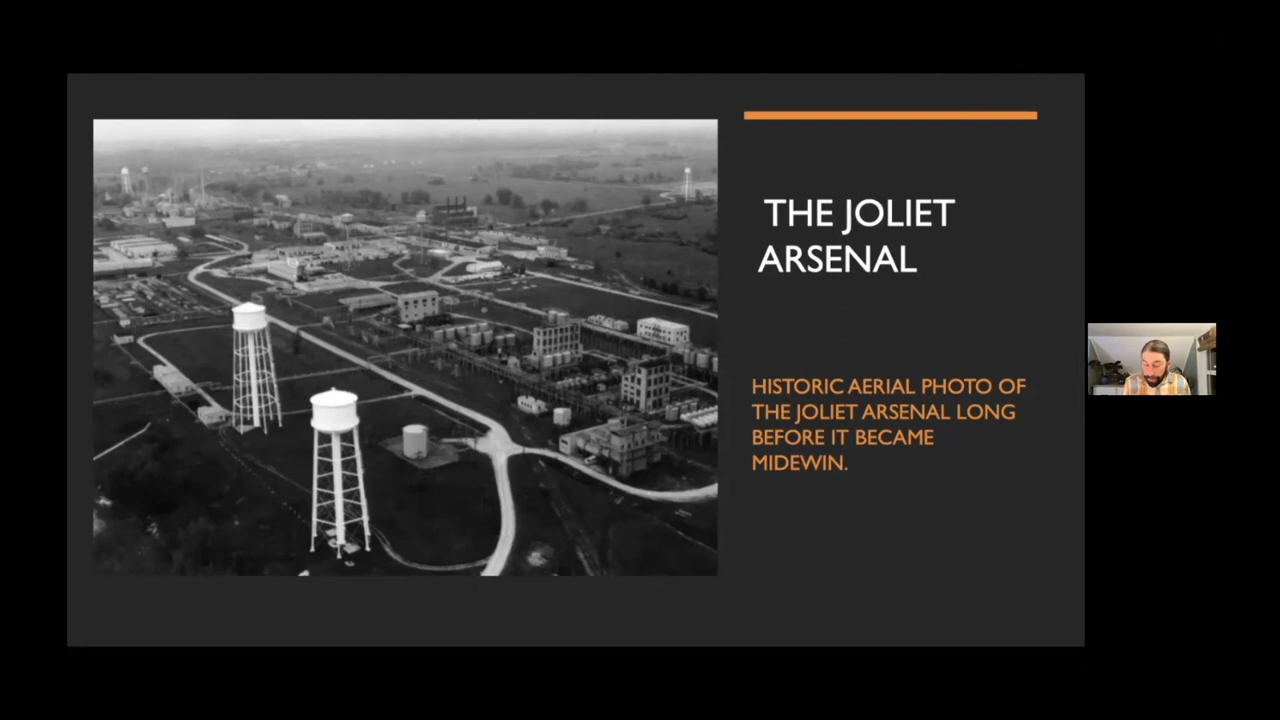 THE JOLIET
ARSENAL
HISTORIC AERIAL PHOTO OF
THE JOLIET ARSENAL LONG
BEFORE IT BECAME
MIDEWIN.